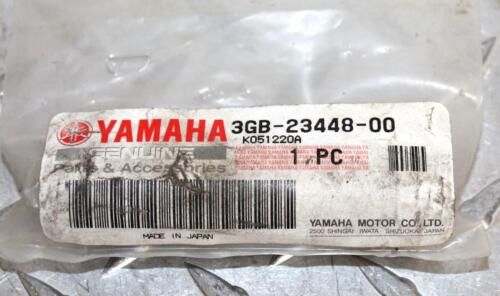 YAMAHA 3GB-23448-00
K051220A
GENUINE
Parts & Accessories
1 PC
MADE IN JAPAN
YAMAHA MOTOR CO., LTD.
2500 SHINGAI IWATA SHIZUOKA JAPAN